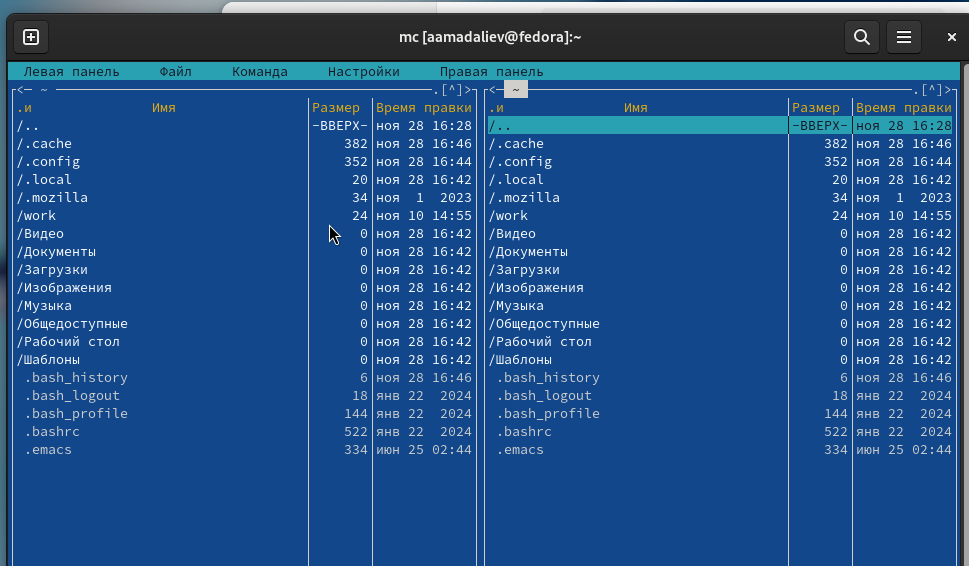 mc [aamadaliev@fedora]:~
Левая панель Файл Команда Настройки Правая панель
<— ~ .[^]>
.и Имя Размер Время правки
/.. -ВВЕРХ- ноя 28 16:28
/.cache 382 ноя 28 16:46
/.config 352 ноя 28 16:44
/.local 20 ноя 28 16:42
/.mozilla 34 ноя 1 2023
/work 24 ноя 10 14:55
/Видео 0 ноя 28 16:42
/Документы 0 ноя 28 16:42
/Загрузки 0 ноя 28 16:42
/Изображения 0 ноя 28 16:42
/Музыка 0 ноя 28 16:42
/Общедоступные 0 ноя 28 16:42
/Рабочий стол 0 ноя 28 16:42
/Шаблоны 0 ноя 28 16:42
.bash_history 6 ноя 28 16:46
.bash_logout 18 янв 22 2024
.bash_profile 144 янв 22 2024
.bashrc 522 янв 22 2024
.emacs 334 июн 25 02:44
<— ~ .[^]>
.и Имя Размер Время правки
/.. -ВВЕРХ- ноя 28 16:28
/.cache 382 ноя 28 16:46
/.config 352 ноя 28 16:44
/.local 20 ноя 28 16:42
/.mozilla 34 ноя 1 2023
/work 24 ноя 10 14:55
/Видео 0 ноя 28 16:42
/Документы 0 ноя 28 16:42
/Загрузки 0 ноя 28 16:42
/Изображения 0 ноя 28 16:42
/Музыка 0 ноя 28 16:42
/Общедоступные 0 ноя 28 16:42
/Рабочий стол 0 ноя 28 16:42
/Шаблоны 0 ноя 28 16:42
.bash_history 6 ноя 28 16:46
.bash_logout 18 янв 22 2024
.bash_profile 144 янв 22 2024
.bashrc 522 янв 22 2024
.emacs 334 июн 25 02:44